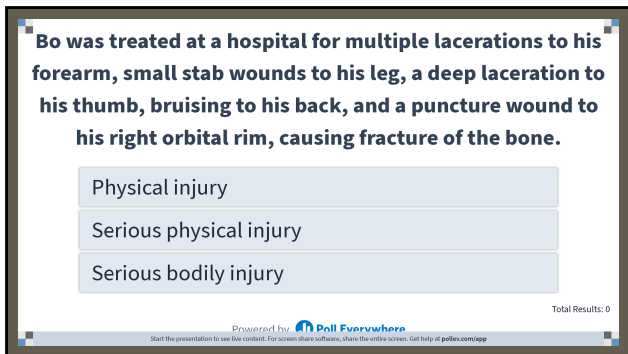 Bo was treated at a hospital for multiple lacerations to his
forearm, small stab wounds to his leg, a deep laceration to
his thumb, bruising to his back, and a puncture wound to
his right orbital rim, causing fracture of the bone.
Physical injury
Serious physical injury
Serious bodily injury
Total Results: 0
Powered by Poll Everywhere
Start the presentation to see live content. For screen share software, share the entire screen. Get help at pollev.com/app